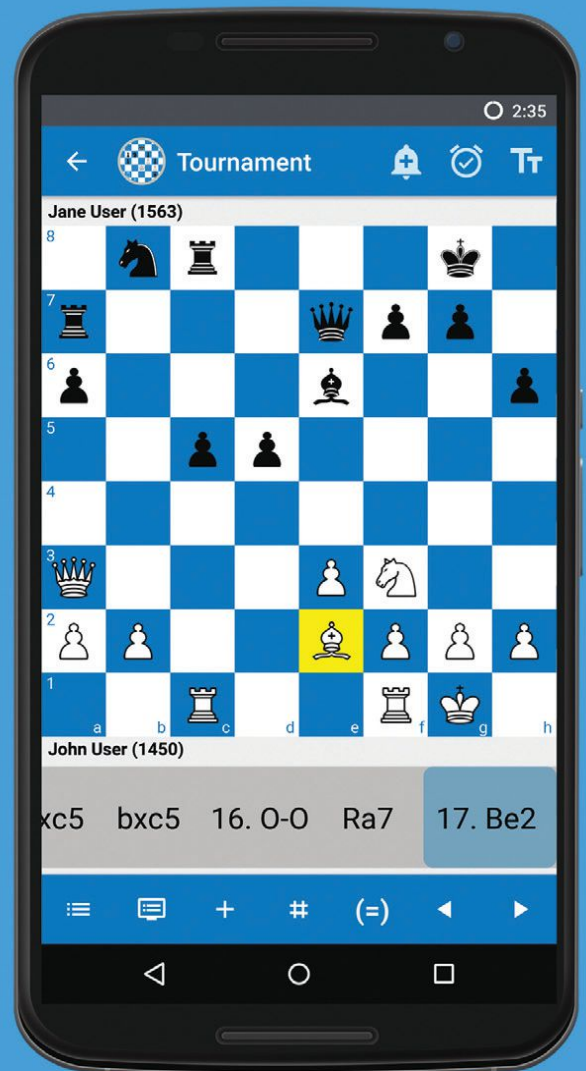 2:35
Tournament
Jane User (1563)
8
7
6
5
4
3
2
1
a b c d e f g h
John User (1450)
xc5 bxc5 16. O-O Ra7 17. Be2
+ # (=)